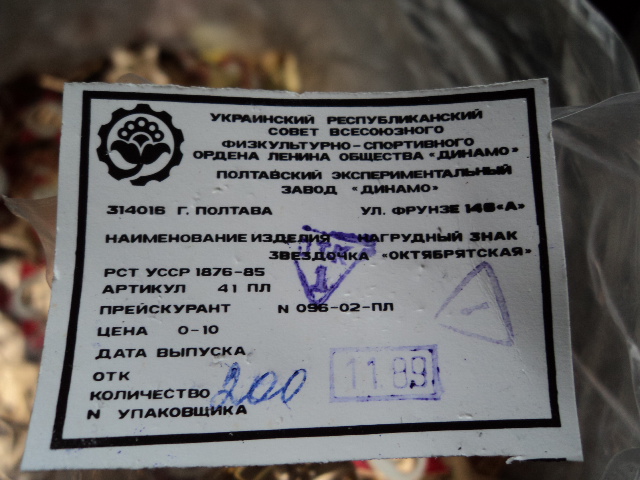 УКРАИНСКИЙ РЕСПУБЛИКАНСКИЙ
СОВЕТ ВСЕСОЮЗНОГО
ФИЗКУЛЬТУРНО-СПОРТИВНОГО
ОРДЕНА ЛЕНИНА ОБЩЕСТВА «ДИНАМО»
ПОЛТАВСКИЙ ЭКСПЕРИМЕНТАЛЬНЫЙ
ЗАВОД «ДИНАМО»
314016 Г. ПОЛТАВА УЛ. ФРУНЗЕ 146«А»
НАИМЕНОВАНИЕ ИЗДЕЛИЯ НАГРУДНЫЙ ЗНАК
ЗВЕЗДОЧКА «ОКТЯБРЯТСКАЯ»
РСТ УССР 1876-85
АРТИКУЛ 41 ПЛ
ПРЕЙСКУРАНТ N 096-02-ПЛ
ЦЕНА 0-10
ДАТА ВЫПУСКА
11.89
ОТК
КОЛИЧЕСТВО 200
N УПАКОВЩИКА